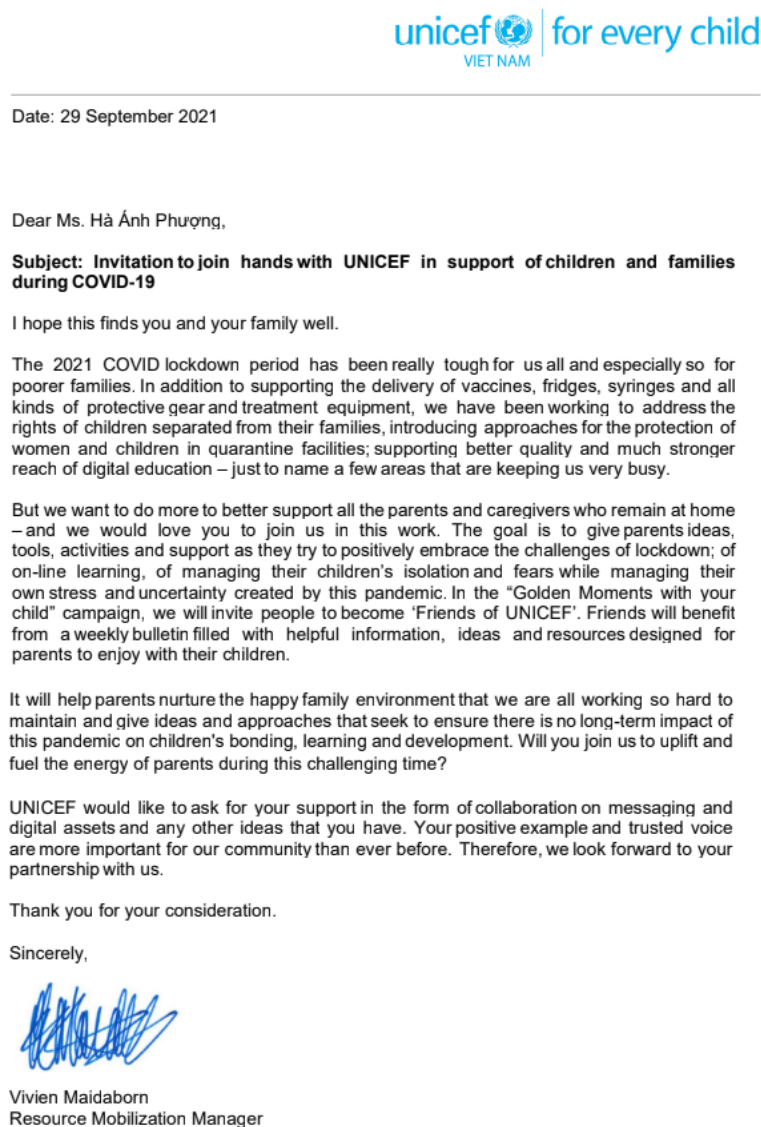 unicef for every child
VIET NAM
Date: 29 September 2021
Dear Ms. Hà Ánh Phượng,
Subject: Invitation to join hands with UNICEF in support of children and families
during COVID-19
I hope this finds you and your family well.
The 2021 COVID lockdown period has been really tough for us all and especially so for
poorer families. In addition to supporting the delivery of vaccines, fridges, syringes and all
kinds of protective gear and treatment equipment, we have been working to address the
rights of children separated from their families, introducing approaches for the protection of
women and children in quarantine facilities; supporting better quality and much stronger
reach of digital education – just to name a few areas that are keeping us very busy.
But we want to do more to better support all the parents and caregivers who remain at home
– and we would love you to join us in this work. The goal is to give parents ideas,
tools, activities and support as they try to positively embrace the challenges of lockdown; of
on-line learning, of managing their children’s isolation and fears while managing their
own stress and uncertainty created by this pandemic. In the “Golden Moments with your
child” campaign, we will invite people to become ‘Friends of UNICEF’. Friends will benefit
from a weekly bulletin filled with helpful information, ideas and resources designed for
parents to enjoy with their children.
It will help parents nurture the happy family environment that we are all working so hard to
maintain and give ideas and approaches that seek to ensure there is no long-term impact of
this pandemic on children's bonding, learning and development. Will you join us to uplift and
fuel the energy of parents during this challenging time?
UNICEF would like to ask for your support in the form of collaboration on messaging and
digital assets and any other ideas that you have. Your positive example and trusted voice
are more important for our community than ever before. Therefore, we look forward to your
partnership with us.
Thank you for your consideration.
Sincerely,
Vivien Maidaborn
Resource Mobilization Manager